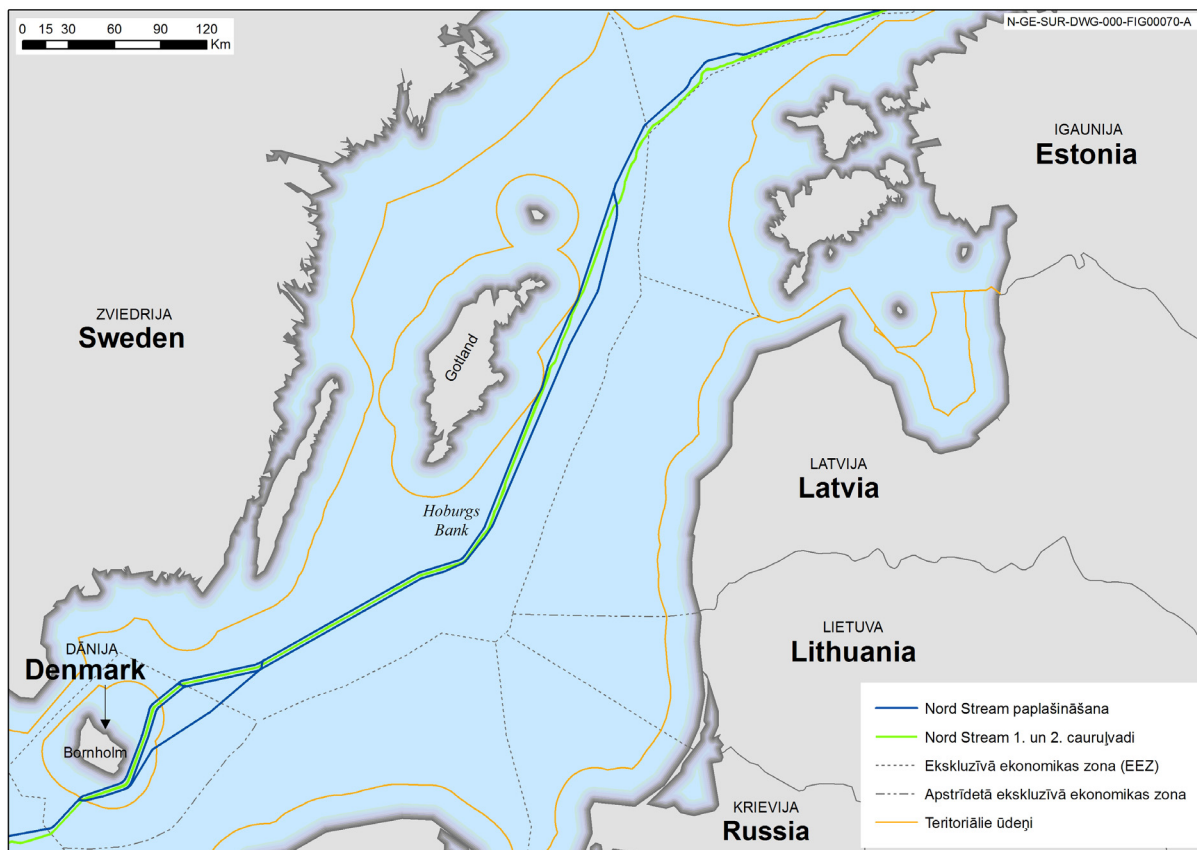 0 15 30 60 90 120
Km
N-GE-SUR-DWG-000-FIG00070-A
IGAUNIJA
Estonia
ZVIEDRIJA
Sweden
Gotland
LATVIJA
Latvia
Hoburgs
Bank
LIETUVA
Lithuania
DĀNIJA
Denmark
Bornholm
KRIEVIJA
Russia
Nord Stream paplašināšana
Nord Stream 1. un 2. cauruļvadi
Ekskluzīvā ekonomikas zona (EEZ)
Apstrīdetā ekskluzīvā ekonomikas zona
Teritoriālie ūdeņi